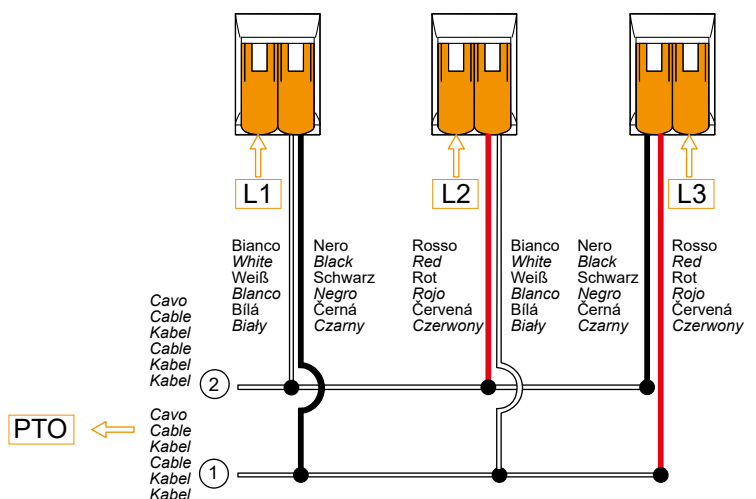 L1
L2
L3
Bianco
White
Weiß
Blanco
Bílá
Biały
Nero
Black
Schwarz
Negro
Černá
Czarny
Rosso
Red
Rot
Rojo
Červená
Czerwony
Bianco
White
Weiß
Blanco
Bílá
Biały
Nero
Black
Schwarz
Negro
Černá
Czarny
Rosso
Red
Rot
Rojo
Červená
Czerwony
Cavo
Cable
Kabel
Cable
Kabel
Kabel
2
PTO
Cavo
Cable
Kabel
Cable
Kabel
Kabel
1